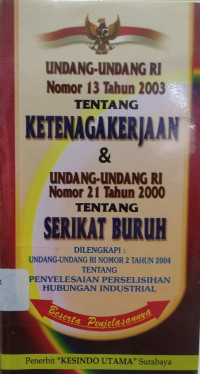 UNDANG-UNDANG RI
Nomor 13 Tahun 2003
TENTANG
KETENAGAKERJAAN
&
UNDANG-UNDANG RI
Nomor 21 Tahun 2000
TENTANG
SERIKAT BURUH
DILENGKAPI :
UNDANG-UNDANG RI NOMOR 2 TAHUN 2004
TENTANG
PENYELESAIAN PERSELISIHAN
HUBUNGAN INDUSTRIAL
Beserta Penjelasannya
Penerbit "KESINDO UTAMA" Surabaya